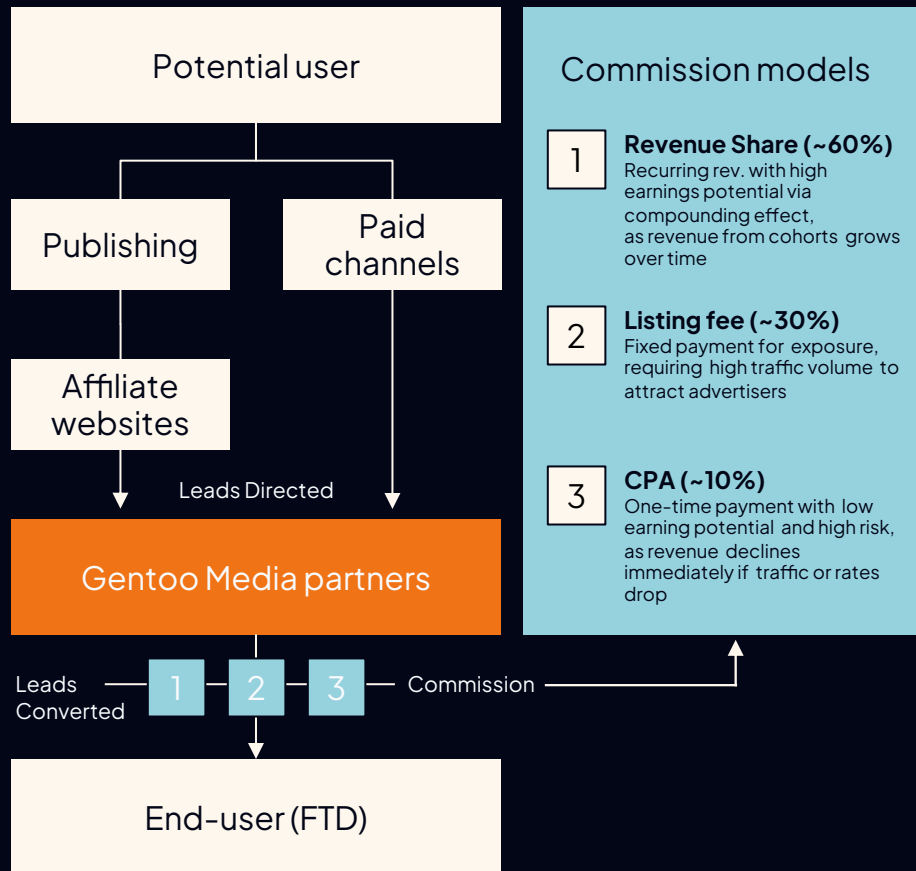 Potential user
Publishing
Paid
channels
Affiliate
websites
Leads Directed
Gentoo Media partners
Leads
Converted
1
2
3
Commission
End-user (FTD)
Commission models
1
Revenue Share (~60%)
Recurring rev. with high
earnings potential via
compounding effect,
as revenue from cohorts grows
over time
2
Listing fee (~30%)
Fixed payment for exposure,
requiring high traffic volume to
attract advertisers
3
CPA (~10%)
One-time payment with low
earning potential and high risk,
as revenue declines
immediately if traffic or rates
drop